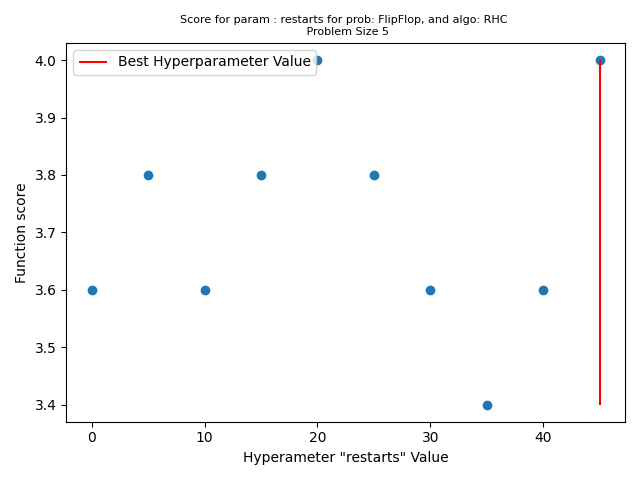 Score for param : restarts for prob: FlipFlop, and algo: RHC
Problem Size 5
Best Hyperparameter Value
4.0
3.9
3.8
3.7
3.6
3.5
3.4
Function score
0 10 20 30 40
Hyperameter "restarts" Value